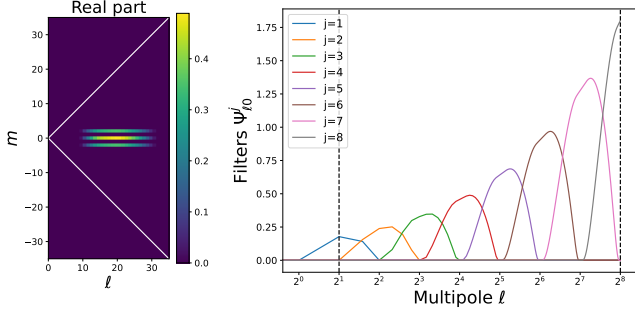 Real part
m
30
20
10
0
−10
−20
−30
0
10
20
30
ℓ
0.4
0.3
0.2
0.1
0.0
Filters Ψ^j_{ℓ0}
1.75
1.50
1.25
1.00
0.75
0.50
0.25
0.00
j=1
j=2
j=3
j=4
j=5
j=6
j=7
j=8
2^0
2^1
2^2
2^3
2^4
2^5
2^6
2^7
2^8
Multipole ℓ